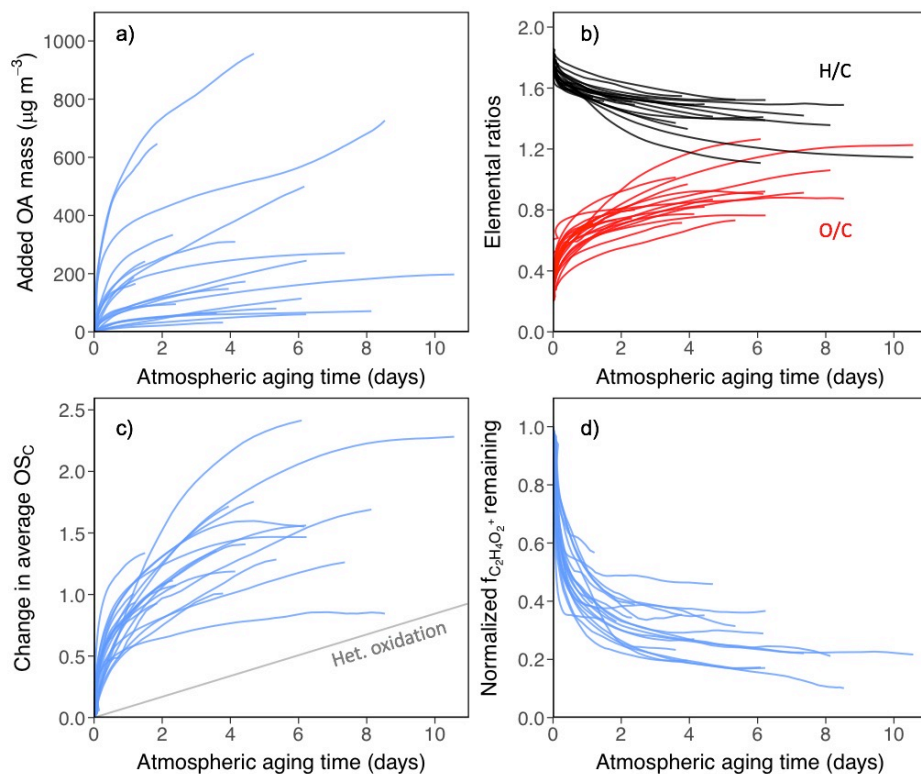 a)
Added OA mass (μg m⁻³)
1000
800
600
400
200
0
0 2 4 6 8 10
Atmospheric aging time (days)
b)
H/C
O/C
Elemental ratios
2.0
1.6
1.2
0.8
0.4
0.0
0 2 4 6 8 10
Atmospheric aging time (days)
c)
Change in average OSC
2.5
2.0
1.5
1.0
0.5
0.0
Het. oxidation
0 2 4 6 8 10
Atmospheric aging time (days)
d)
Normalized fC₂H₄O₂⁺ remaining
1.0
0.8
0.6
0.4
0.2
0.0
0 2 4 6 8 10
Atmospheric aging time (days)